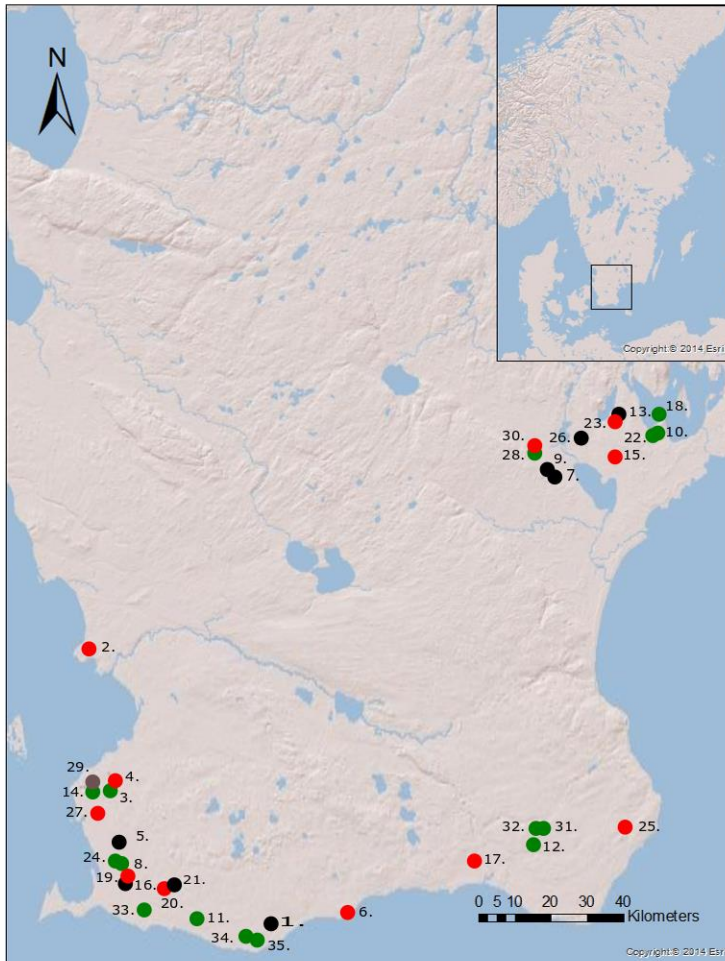 N
Copyright:© 2014 Esri
13. 18.
23.
30. 26. 22. 10.
28. 9. 15.
7.
2.
29. 4.
14. 3.
27.
5.
24. 8.
19. 16. 21.
20.
33. 11. 1.
34. 35.
6.
32. 31. 25.
12.
17.
0 5 10 20 30 40
Kilometers
Copyright:© 2014 Esri